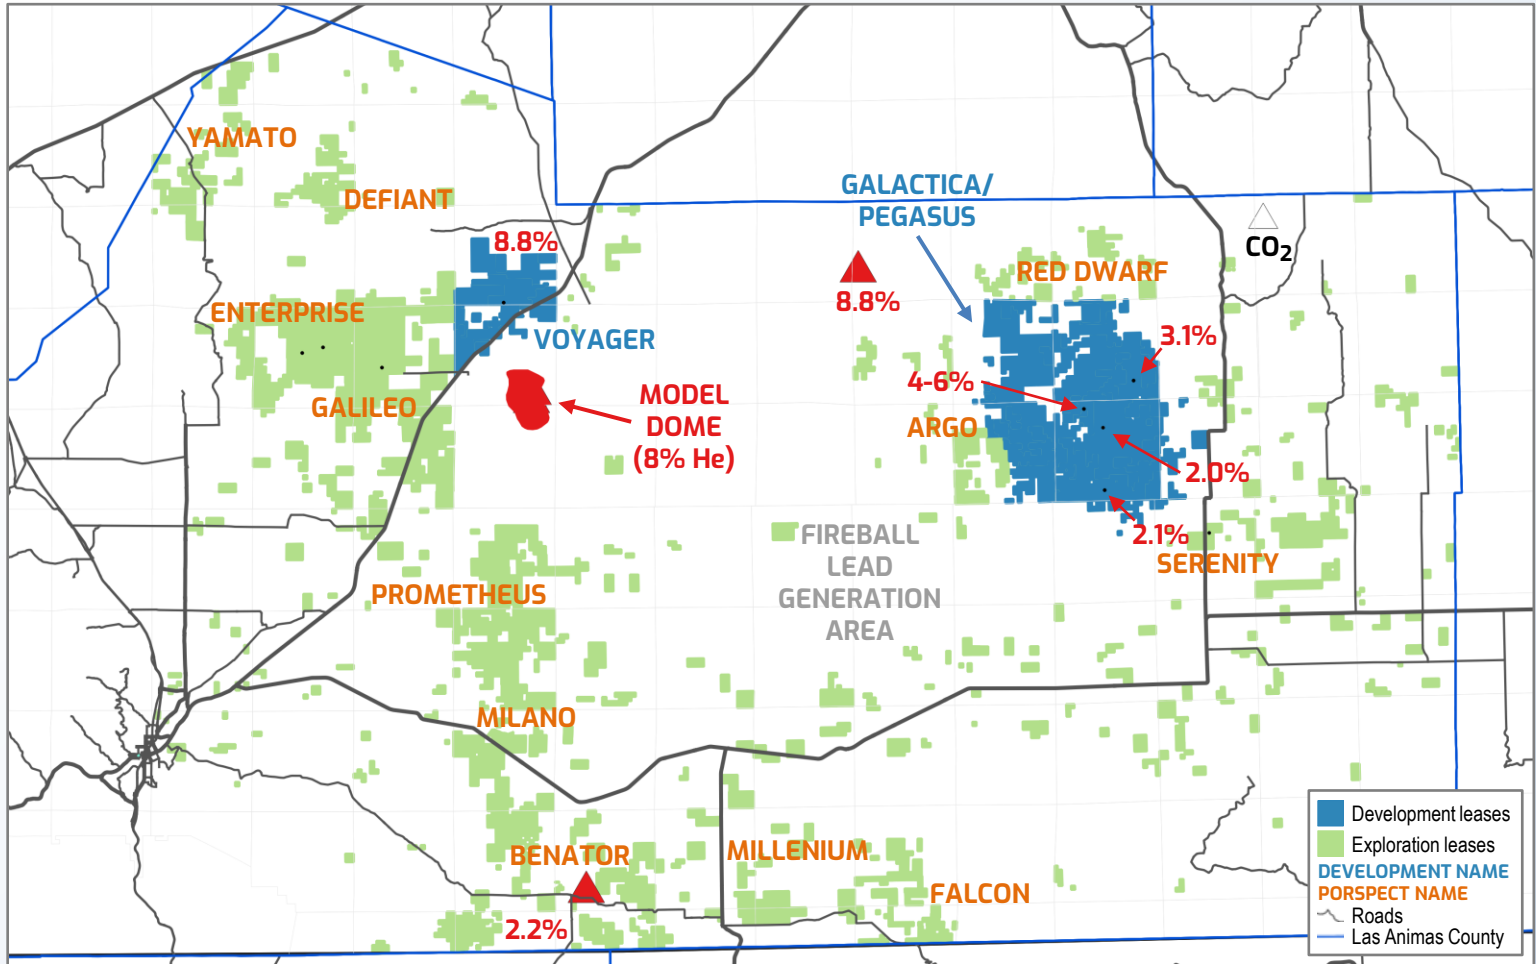 YAMATO
DEFIANT
GALACTICA/
PEGASUS
CO2
8.8%
RED DWARF
8.8%
ENTERPRISE
VOYAGER
3.1%
4-6%
GALILEO
MODEL
DOME
(8% He)
ARGO
2.0%
2.1%
FIREBALL
LEAD
GENERATION
AREA
SERENITY
PROMETHEUS
MILANO
BENATOR
MILLENIUM
FALCON
2.2%
Development leases
Exploration leases
DEVELOPMENT NAME
PORSPECT NAME
Roads
Las Animas County